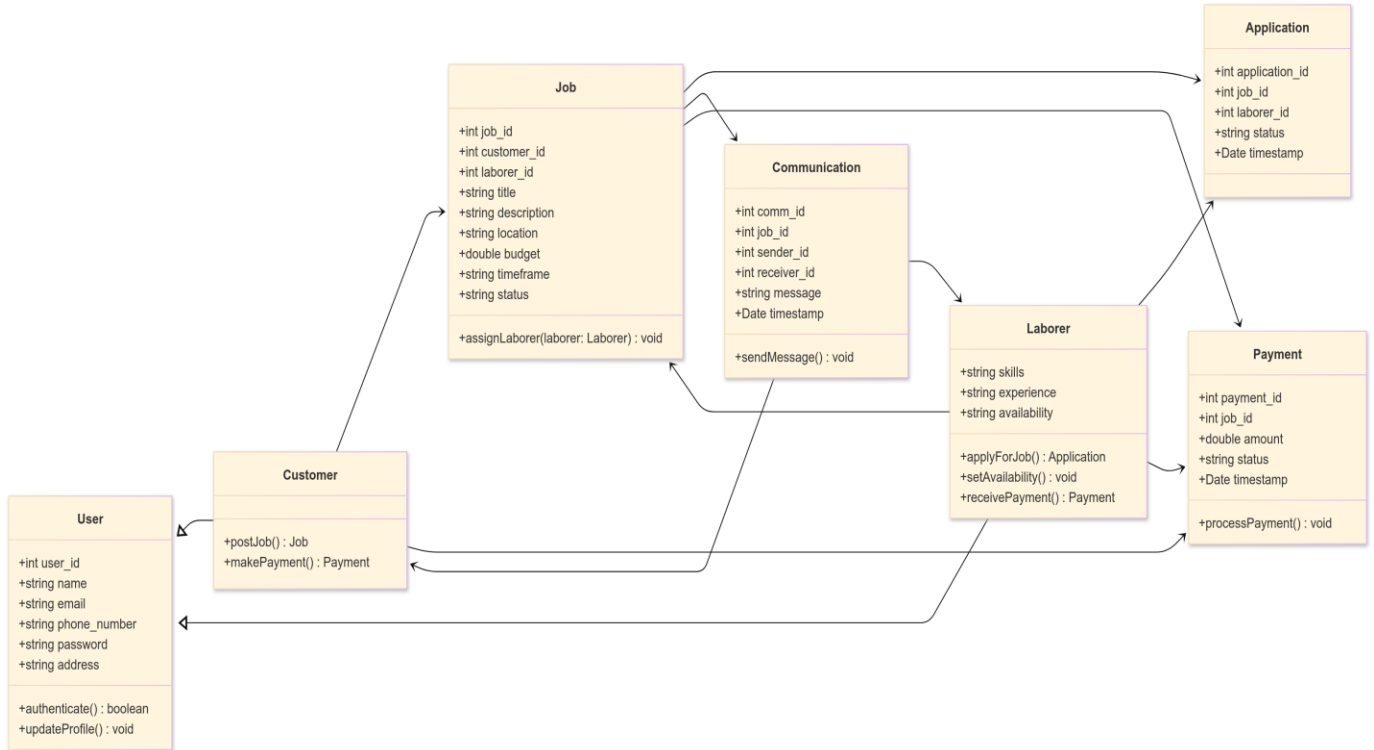 Application
+int application_id
+int job_id
+int laborer_id
+string status
+Date timestamp
Job
+int job_id
+int customer_id
+int laborer_id
+string title
+string description
+string location
+double budget
+string timeframe
+string status
+assignLaborer(laborer: Laborer) : void
Communication
+int comm_id
+int job_id
+int sender_id
+int receiver_id
+string message
+Date timestamp
+sendMessage() : void
Laborer
+string skills
+string experience
+string availability
+applyForJob() : Application
+setAvailability() : void
+receivePayment() : Payment
Payment
+int payment_id
+int job_id
+double amount
+string status
+Date timestamp
+processPayment() : void
Customer
+postJob() : Job
+makePayment() : Payment
User
+int user_id
+string name
+string email
+string phone_number
+string password
+string address
+authenticate() : boolean
+updateProfile() : void